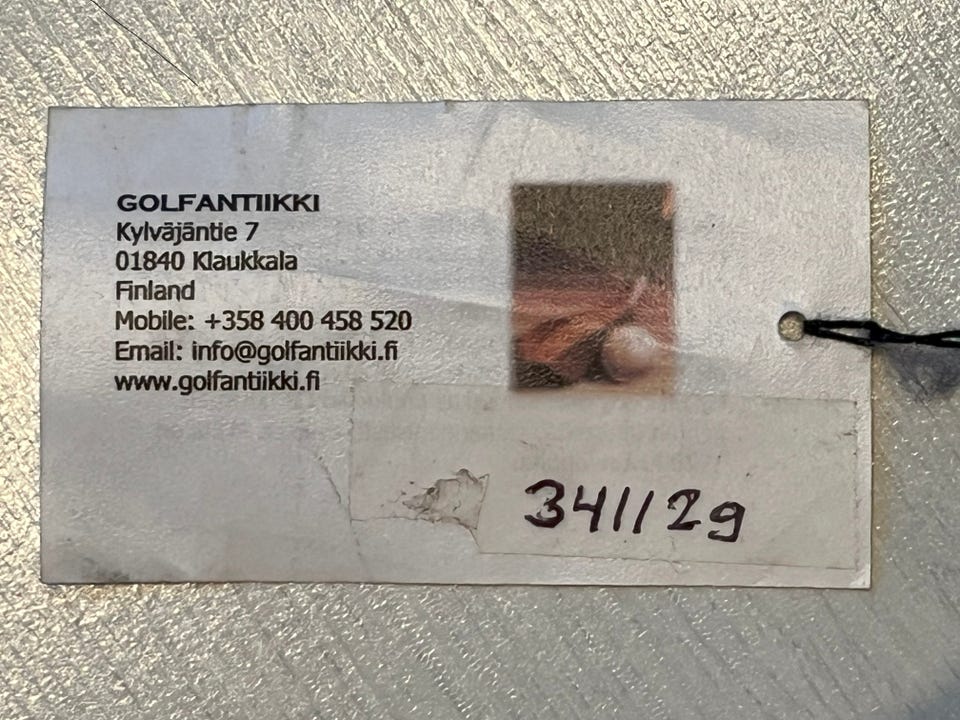 GOLFANTIIKKI
Kylväjäntie 7
01840 Klaukkala
Finland
Mobile: +358 400 458 520
Email: info@golfantiikki.fi
www.golfantiikki.fi
341129